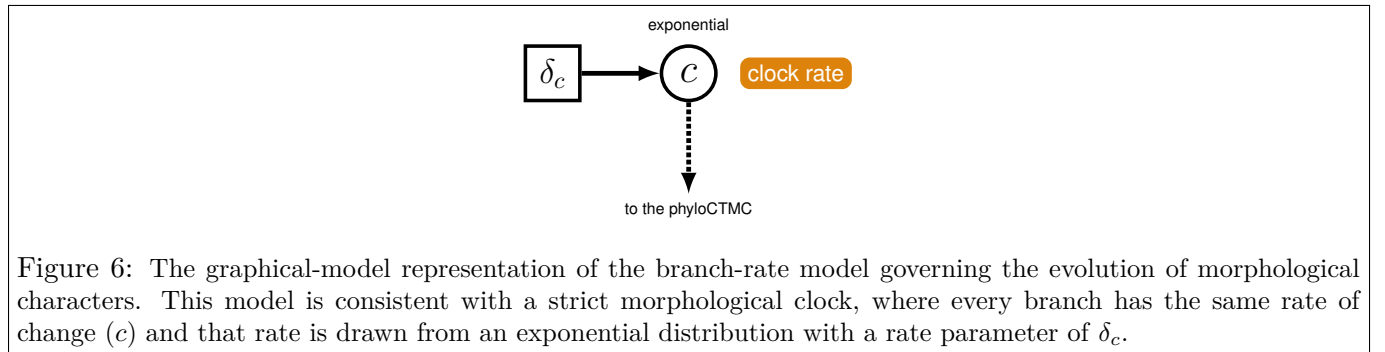 exponential
δc
c
clock rate
to the phyloCTMC
Figure 6: The graphical-model representation of the branch-rate model governing the evolution of morphological
characters. This model is consistent with a strict morphological clock, where every branch has the same rate of
change (c) and that rate is drawn from an exponential distribution with a rate parameter of δc.